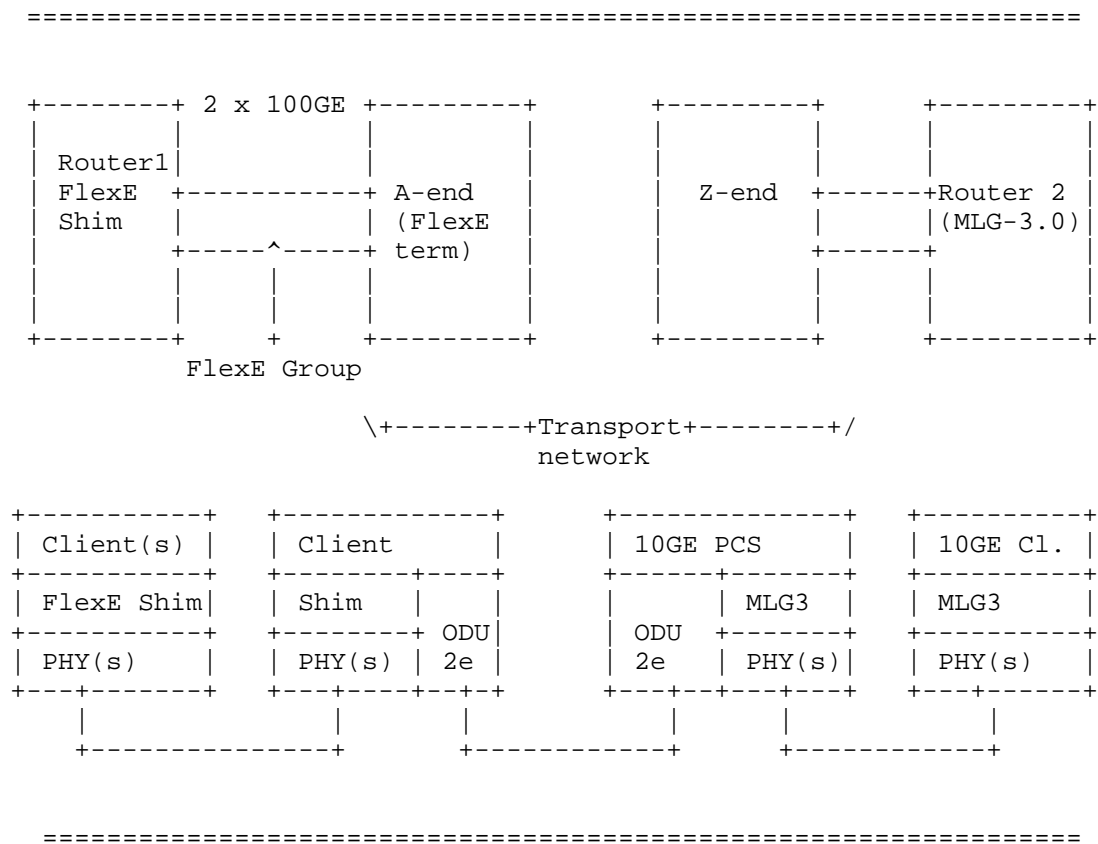 ==================================================================
+--------+ 2 x 100GE +---------+ +---------+ +---------+
| | | | | | | |
| Router1| | | | | | |
| FlexE +-----------+ A-end | | Z-end +------+Router 2 |
| Shim | | (FlexE | | | |(MLG-3.0)|
| +-----^-----+ term) | | +------+ |
| | | | | | | | |
| | | | | | | | |
+--------+ + +---------+ +---------+ +---------+
FlexE Group
\+--------+Transport+--------+/
network
+-----------+ +-------------+ +--------------+ +----------+
| Client(s) | | Client | | 10GE PCS | | 10GE Cl. |
+-----------+ +--------+----+ +------+-------+ +----------+
| FlexE Shim| | Shim | | | | MLG3 | | MLG3 |
+-----------+ +--------+ ODU| | ODU +-------+ +----------+
| PHY(s) | | PHY(s) | 2e | | 2e | PHY(s)| | PHY(s) |
+---+-------+ +---+----+--+-+ +---+--+---+---+ +---+------+
| | | | | |
+---------------+ +------------+ +------------+
=================================================================